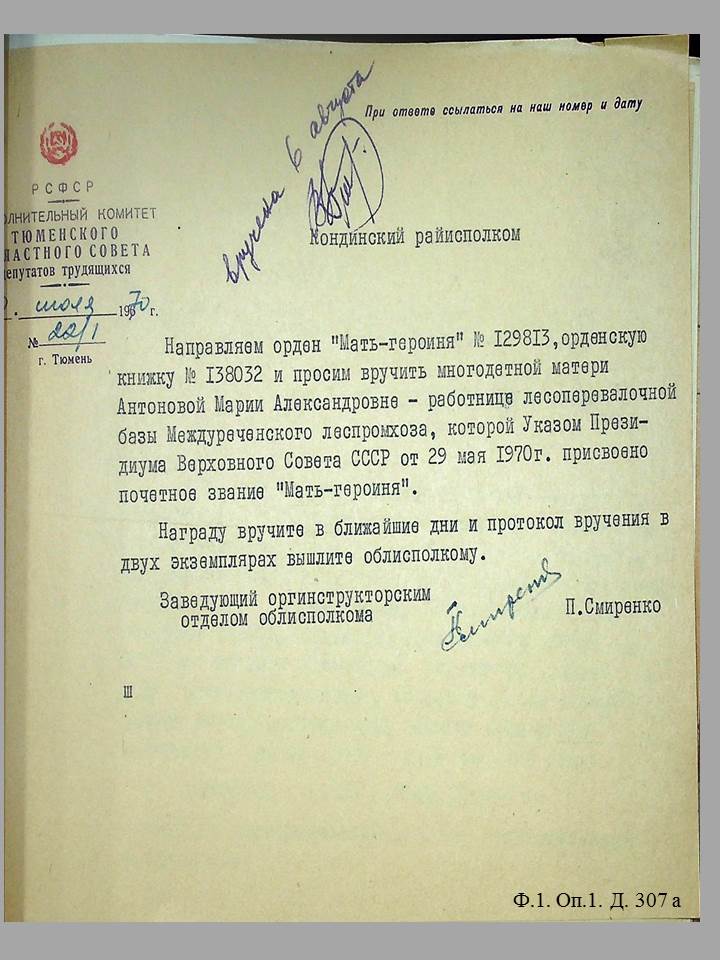 вручена 6 августа
При ответе ссылаться на наш номер и дату
РСФСР
ОЛНИТЕЛЬНЫЙ КОМИТЕТ
ТЮМЕНСКОГО
ЛАСТНОГО СОВЕТА
депутатов трудящихся
июля 1970 г.
№ 22/1
г. Тюмень
Кондинский райисполком
Направляем орден "Мать-героиня" № 129813,орденскую
книжку № 138032 и просим вручить многодетной матери
Антоновой Марии Александровне - работнице лесоперевалочной
базы Междуреченского леспромхоза, которой Указом Прези-
диума Верховного Совета СССР от 29 мая 1970г. присвоено
почетное звание "Мать-героиня".
Награду вручите в ближайшие дни и протокол вручения в
двух экземплярах вышлите облисполкому.
Заведующий оргинструкторским
отделом облисполкома
П.Смиренко
Ш
Ф.1. Оп.1. Д. 307 а